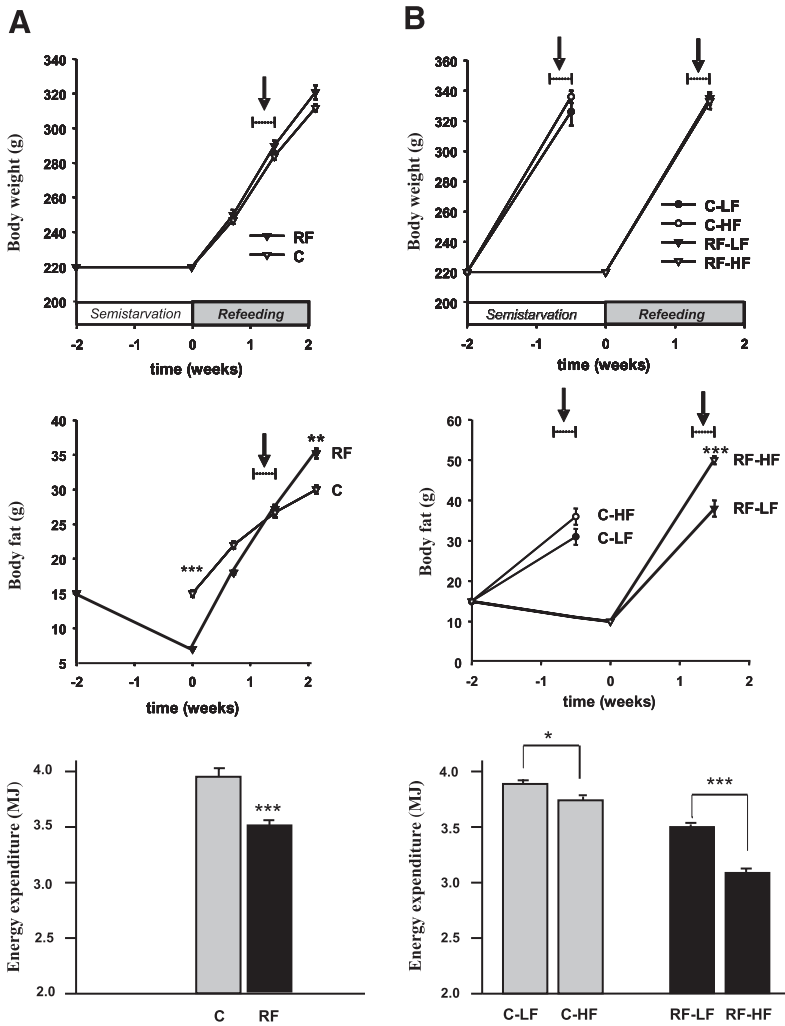 A
340
320
300
280
260
240
220
200
Body weight (g)
RF
C
Semistarvation
Refeeding
-2 -1 0 1 2
time (weeks)
40
35
30
25
20
15
10
5
Body fat (g)
***
**
RF
C
-2 -1 0 1 2
time (weeks)
4.0
3.5
3.0
2.5
2.0
Energy expenditure (MJ)
***
C RF
B
360
340
320
300
280
260
240
220
200
Body weight (g)
C-LF
C-HF
RF-LF
RF-HF
Semistarvation
Refeeding
-2 -1 0 1 2
time (weeks)
60
50
40
30
20
10
0
Body fat (g)
***
RF-HF
RF-LF
C-HF
C-LF
-2 -1 0 1 2
time (weeks)
4.0
3.5
3.0
2.5
2.0
Energy expenditure (MJ)
*
***
C-LF C-HF RF-LF RF-HF